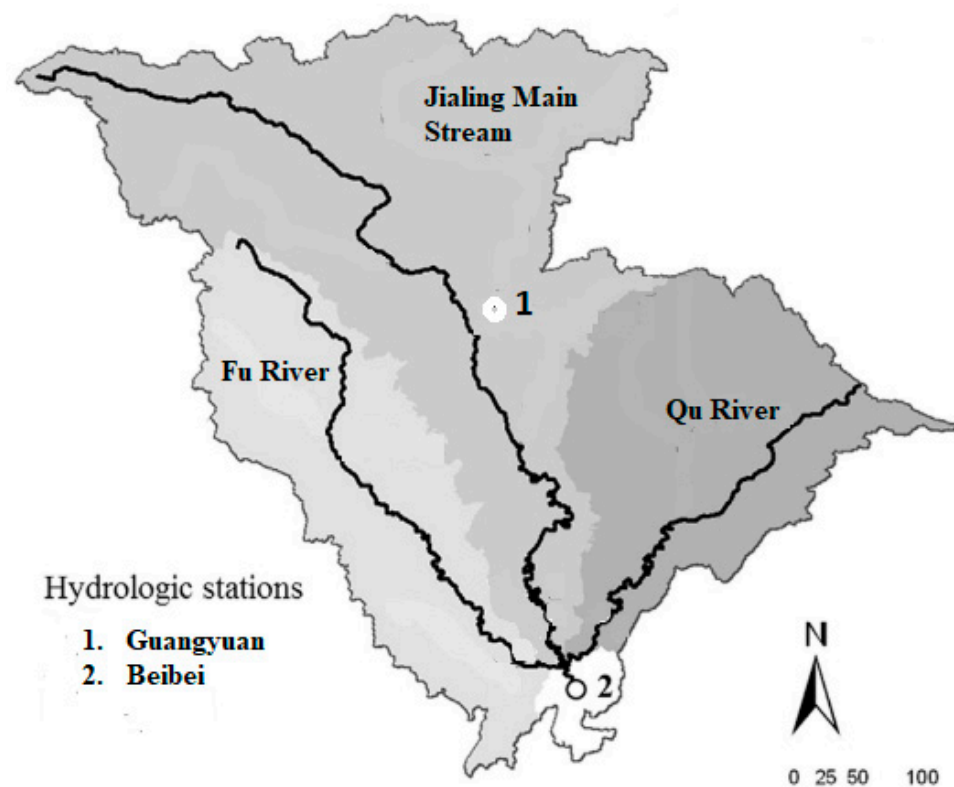 Jialing Main
Stream
1
Fu River
Qu River
Hydrologic stations
1. Guangyuan
2. Beibei
2
N
0 25 50 100